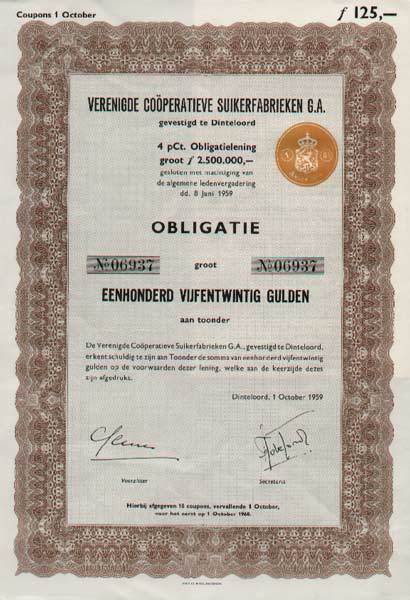 Coupons 1 October
ƒ 125,—
VERENIGDE COÖPERATIEVE SUIKERFABRIEKEN G.A.
gevestigd te Dinteloord
4 pCt. Obligatielening
groot ƒ 2.500.000,—
gesloten met machtiging van
de algemene ledenvergadering
dd. 8 Juni 1959
OBLIGATIE
№06937 groot №06937
EENHONDERD VIJFENTWINTIG GULDEN
aan toonder
De Verenigde Coöperatieve Suikerfabrieken G.A., gevestigd te Dinteloord,
erkent schuldig te zijn aan Toonder de somma van eenhonderd vijfentwintig
gulden op de voorwaarden dezer lening, welke aan de keerzijde dezes
zijn afgedrukt.
Dinteloord, 1 October 1959
Voorzitter
Secretaris
Hierbij afgegeven 15 coupons, vervallende 1 October,
voor het eerst op 1 October 1960.